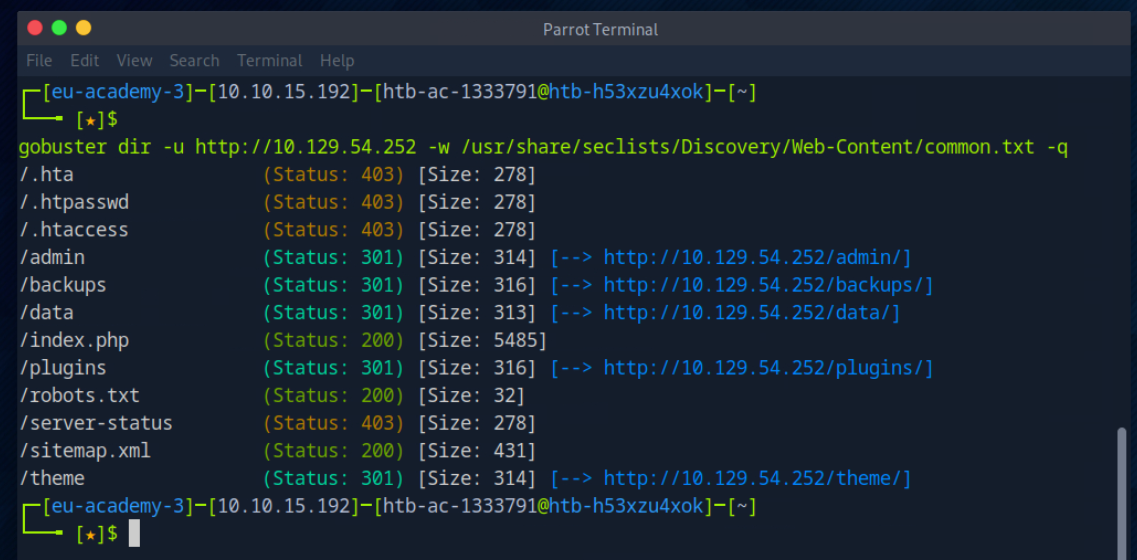 Parrot Terminal
File Edit View Search Terminal Help
┌─[eu-academy-3]─[10.10.15.192]─[htb-ac-1333791@htb-h53xzu4xok]─[~]
└──╼ [★]$
gobuster dir -u http://10.129.54.252 -w /usr/share/seclists/Discovery/Web-Content/common.txt -q
/.hta (Status: 403) [Size: 278]
/.htpasswd (Status: 403) [Size: 278]
/.htaccess (Status: 403) [Size: 278]
/admin (Status: 301) [Size: 314] [--> http://10.129.54.252/admin/]
/backups (Status: 301) [Size: 316] [--> http://10.129.54.252/backups/]
/data (Status: 301) [Size: 313] [--> http://10.129.54.252/data/]
/index.php (Status: 200) [Size: 5485]
/plugins (Status: 301) [Size: 316] [--> http://10.129.54.252/plugins/]
/robots.txt (Status: 200) [Size: 32]
/server-status (Status: 403) [Size: 278]
/sitemap.xml (Status: 200) [Size: 431]
/theme (Status: 301) [Size: 314] [--> http://10.129.54.252/theme/]
┌─[eu-academy-3]─[10.10.15.192]─[htb-ac-1333791@htb-h53xzu4xok]─[~]
└──╼ [★]$